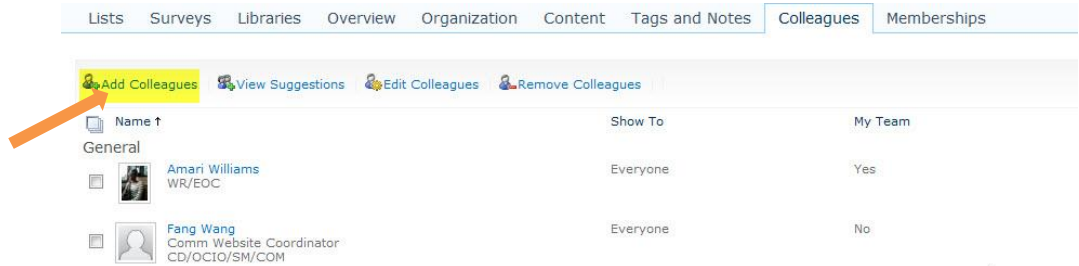 Lists Surveys Libraries Overview Organization Content Tags and Notes Colleagues Memberships
Add Colleagues View Suggestions Edit Colleagues Remove Colleagues
Name ↑ Show To My Team
General
Amari Williams Everyone Yes
WR/EOC
Fang Wang Everyone No
Comm Website Coordinator
CD/OCIO/SM/COM